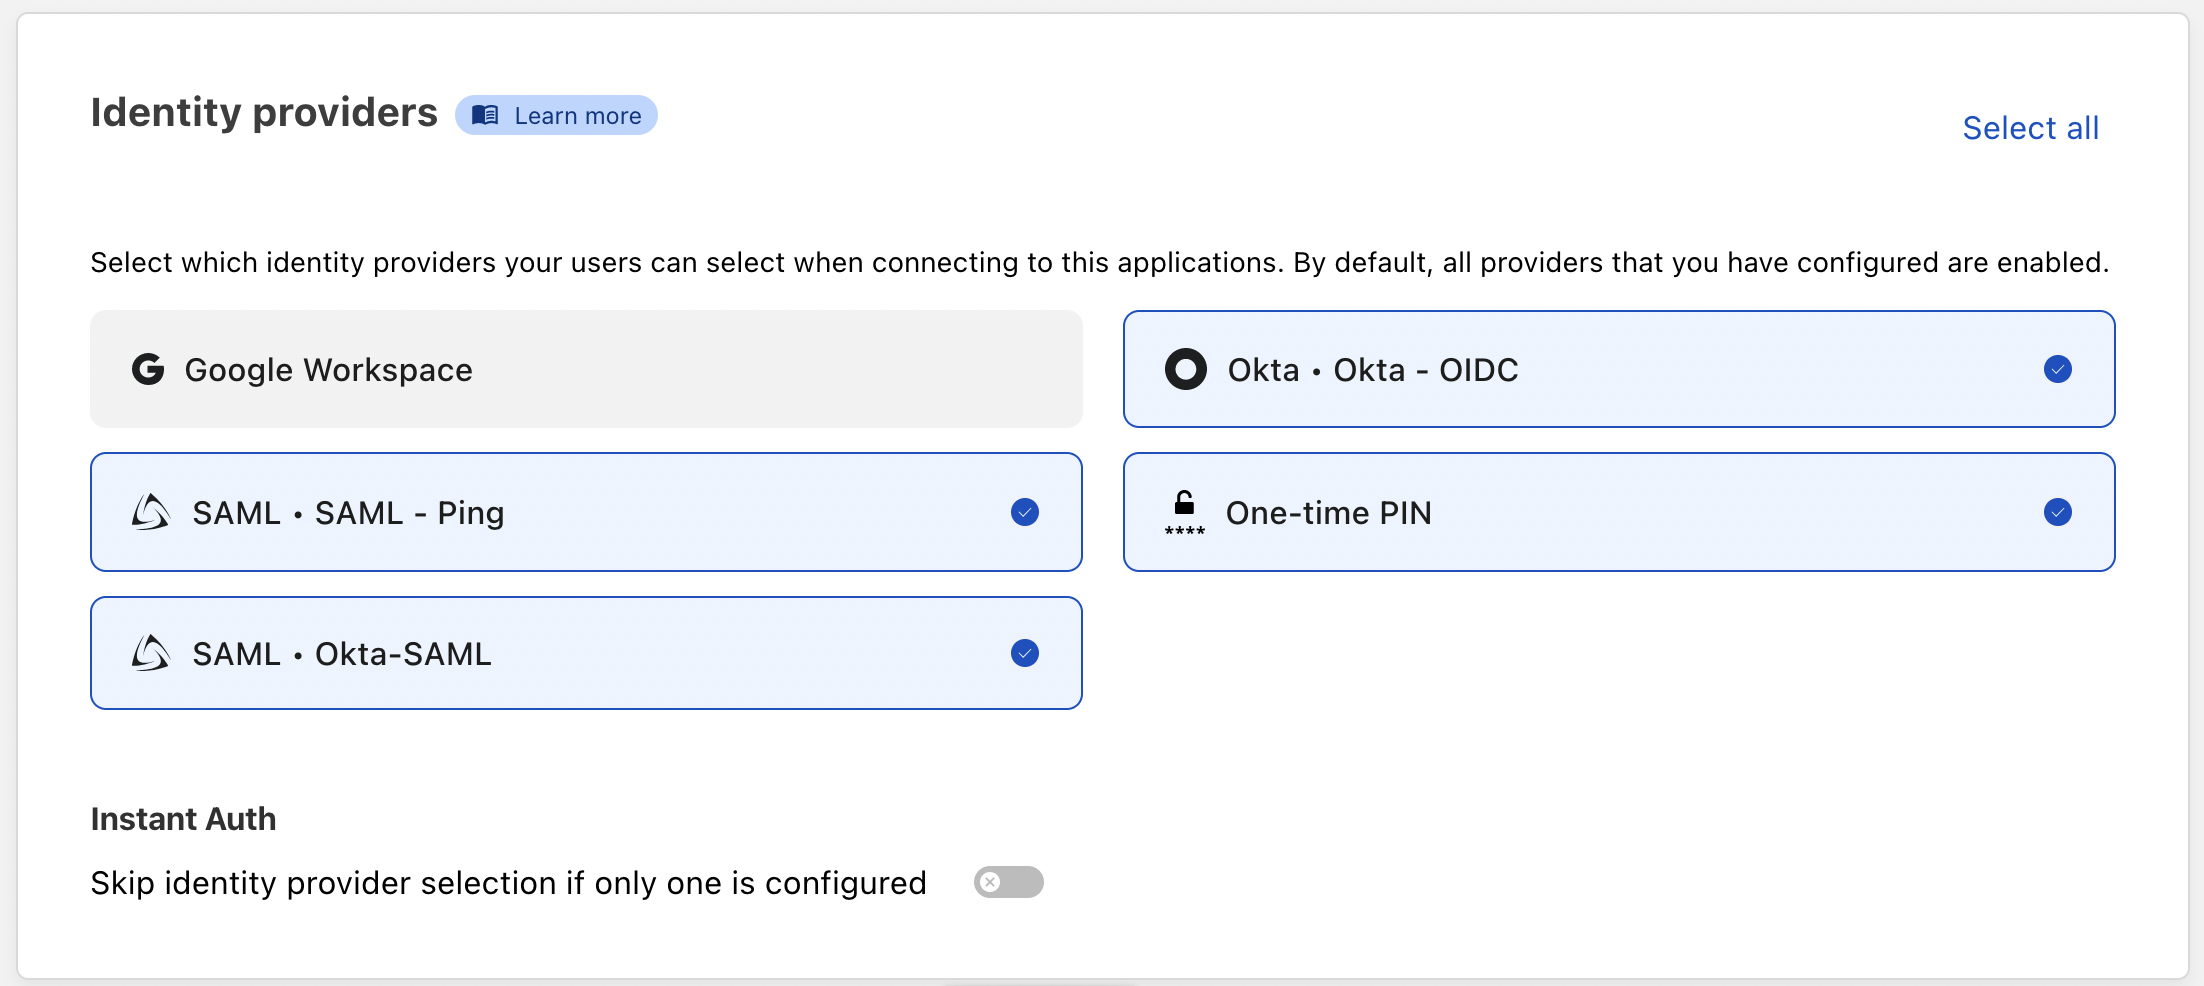 Identity providers
Learn more
Select all
Select which identity providers your users can select when connecting to this applications. By default, all providers that you have configured are enabled.
Google Workspace
Okta • Okta - OIDC
SAML • SAML - Ping
**** One-time PIN
SAML • Okta-SAML
Instant Auth
Skip identity provider selection if only one is configured